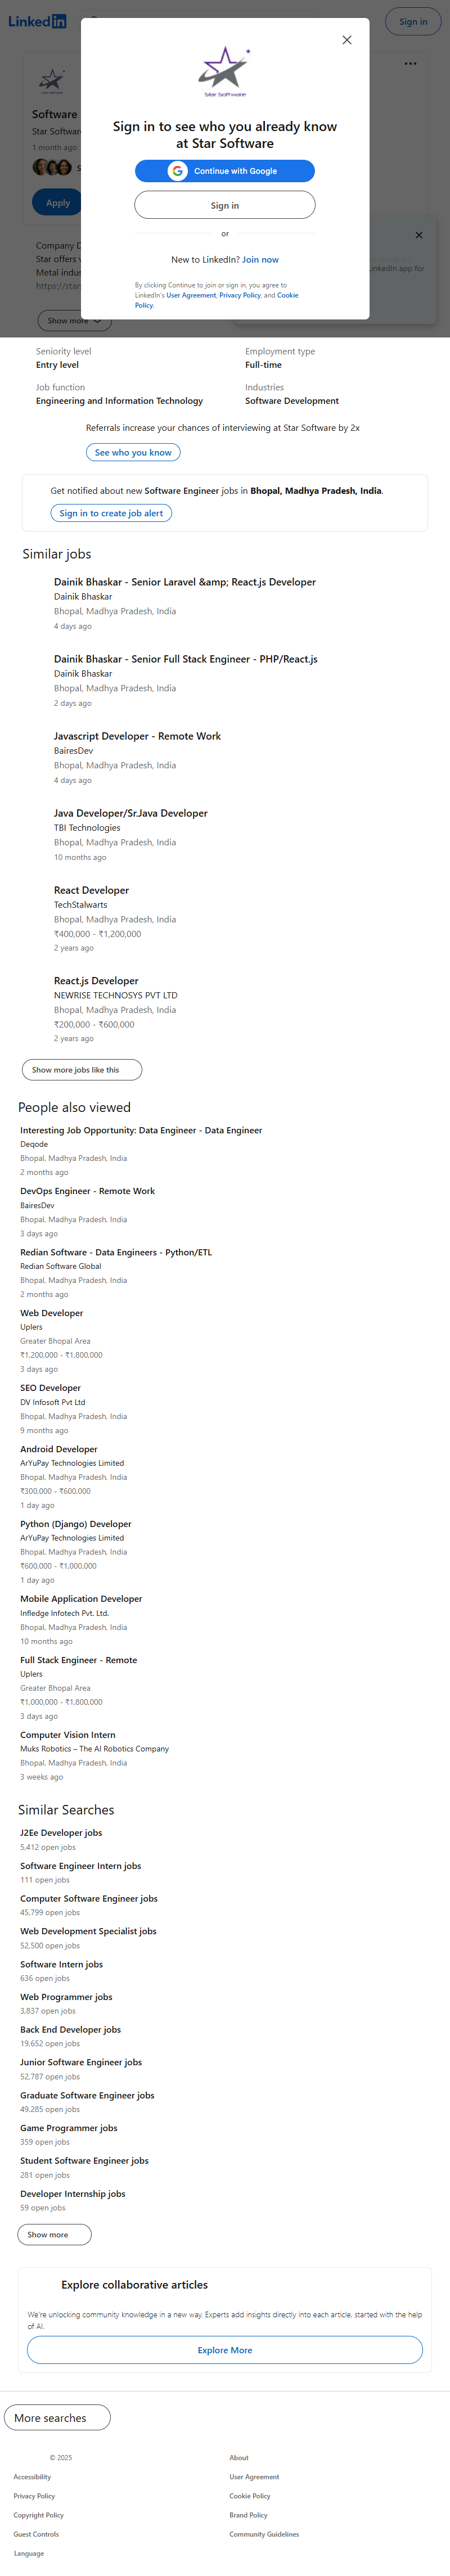 LinkedIn
Sign in
Star Software
Sign in to see who you already know
at Star Software
Continue with Google
Sign in
or
New to LinkedIn? Join now
By clicking Continue to join or sign in, you agree to
LinkedIn's User Agreement, Privacy Policy, and Cookie
Policy.
Software
Star Software
1 month ago
Apply
Company D
Star offers
Metal indus
Show more
LinkedIn app for
Seniority level
Entry level
Employment type
Full-time
Job function
Engineering and Information Technology
Industries
Software Development
Referrals increase your chances of interviewing at Star Software by 2x
See who you know
Get notified about new Software Engineer jobs in Bhopal, Madhya Pradesh, India.
Sign in to create job alert
Similar jobs
Dainik Bhaskar - Senior Laravel &amp; React.js Developer
Dainik Bhaskar
Bhopal, Madhya Pradesh, India
4 days ago
Dainik Bhaskar - Senior Full Stack Engineer - PHP/React.js
Dainik Bhaskar
Bhopal, Madhya Pradesh, India
2 days ago
Javascript Developer - Remote Work
BairesDev
Bhopal, Madhya Pradesh, India
4 days ago
Java Developer/Sr.Java Developer
TBI Technologies
Bhopal, Madhya Pradesh, India
10 months ago
React Developer
TechStalwarts
Bhopal, Madhya Pradesh, India
₹400,000 - ₹1,200,000
2 years ago
React.js Developer
NEWRISE TECHNOSYS PVT LTD
Bhopal, Madhya Pradesh, India
₹200,000 - ₹600,000
2 years ago
Show more jobs like this
People also viewed
Interesting Job Opportunity: Data Engineer - Data Engineer
Deqode
Bhopal, Madhya Pradesh, India
2 months ago
DevOps Engineer - Remote Work
BairesDev
Bhopal, Madhya Pradesh, India
3 days ago
Redian Software - Data Engineers - Python/ETL
Redian Software Global
Bhopal, Madhya Pradesh, India
2 months ago
Web Developer
Uplers
Greater Bhopal Area
₹1,200,000 - ₹1,800,000
3 days ago
SEO Developer
DV Infosoft Pvt Ltd
Bhopal, Madhya Pradesh, India
9 months ago
Android Developer
ArYuPay Technologies Limited
Bhopal, Madhya Pradesh, India
₹300,000 - ₹600,000
1 day ago
Python (Django) Developer
ArYuPay Technologies Limited
Bhopal, Madhya Pradesh, India
₹600,000 - ₹1,000,000
1 day ago
Mobile Application Developer
Infledge Infotech Pvt. Ltd.
Bhopal, Madhya Pradesh, India
10 months ago
Full Stack Engineer - Remote
Uplers
Greater Bhopal Area
₹1,000,000 - ₹1,800,000
3 days ago
Computer Vision Intern
Muks Robotics – The AI Robotics Company
Bhopal, Madhya Pradesh, India
3 weeks ago
Similar Searches
J2Ee Developer jobs
5,412 open jobs
Software Engineer Intern jobs
111 open jobs
Computer Software Engineer jobs
45,799 open jobs
Web Development Specialist jobs
52,500 open jobs
Software Intern jobs
636 open jobs
Web Programmer jobs
3,837 open jobs
Back End Developer jobs
19,652 open jobs
Junior Software Engineer jobs
52,787 open jobs
Graduate Software Engineer jobs
49,285 open jobs
Game Programmer jobs
359 open jobs
Student Software Engineer jobs
281 open jobs
Developer Internship jobs
59 open jobs
Show more
Explore collaborative articles
We're unlocking community knowledge in a new way. Experts add insights directly into each article, started with the help
of AI.
Explore More
More searches
© 2025
About
Accessibility
User Agreement
Privacy Policy
Cookie Policy
Copyright Policy
Brand Policy
Guest Controls
Community Guidelines
Language